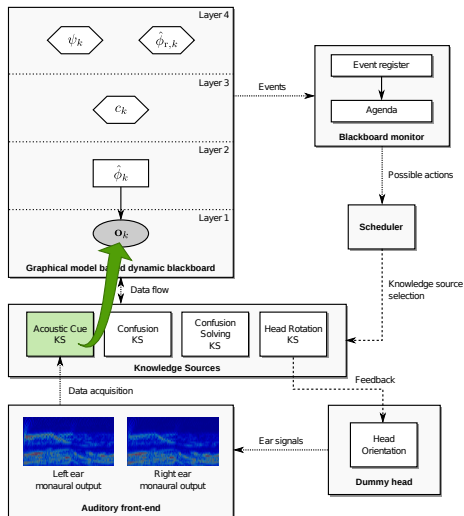 Layer 4
ψ_k
φ̂_{r,k}
Layer 3
c_k
Layer 2
φ̂_k
Layer 1
o_k
Graphical model based dynamic blackboard
Events
Event register
Agenda
Blackboard monitor
Possible actions
Scheduler
Knowledge source
selection
Data flow
Acoustic Cue
KS
Confusion
KS
Confusion
Solving
KS
Head Rotation
KS
Knowledge Sources
Data acquisition
Feedback
Left ear
monaural output
Right ear
monaural output
Auditory front-end
Ear signals
Head
Orientation
Dummy head